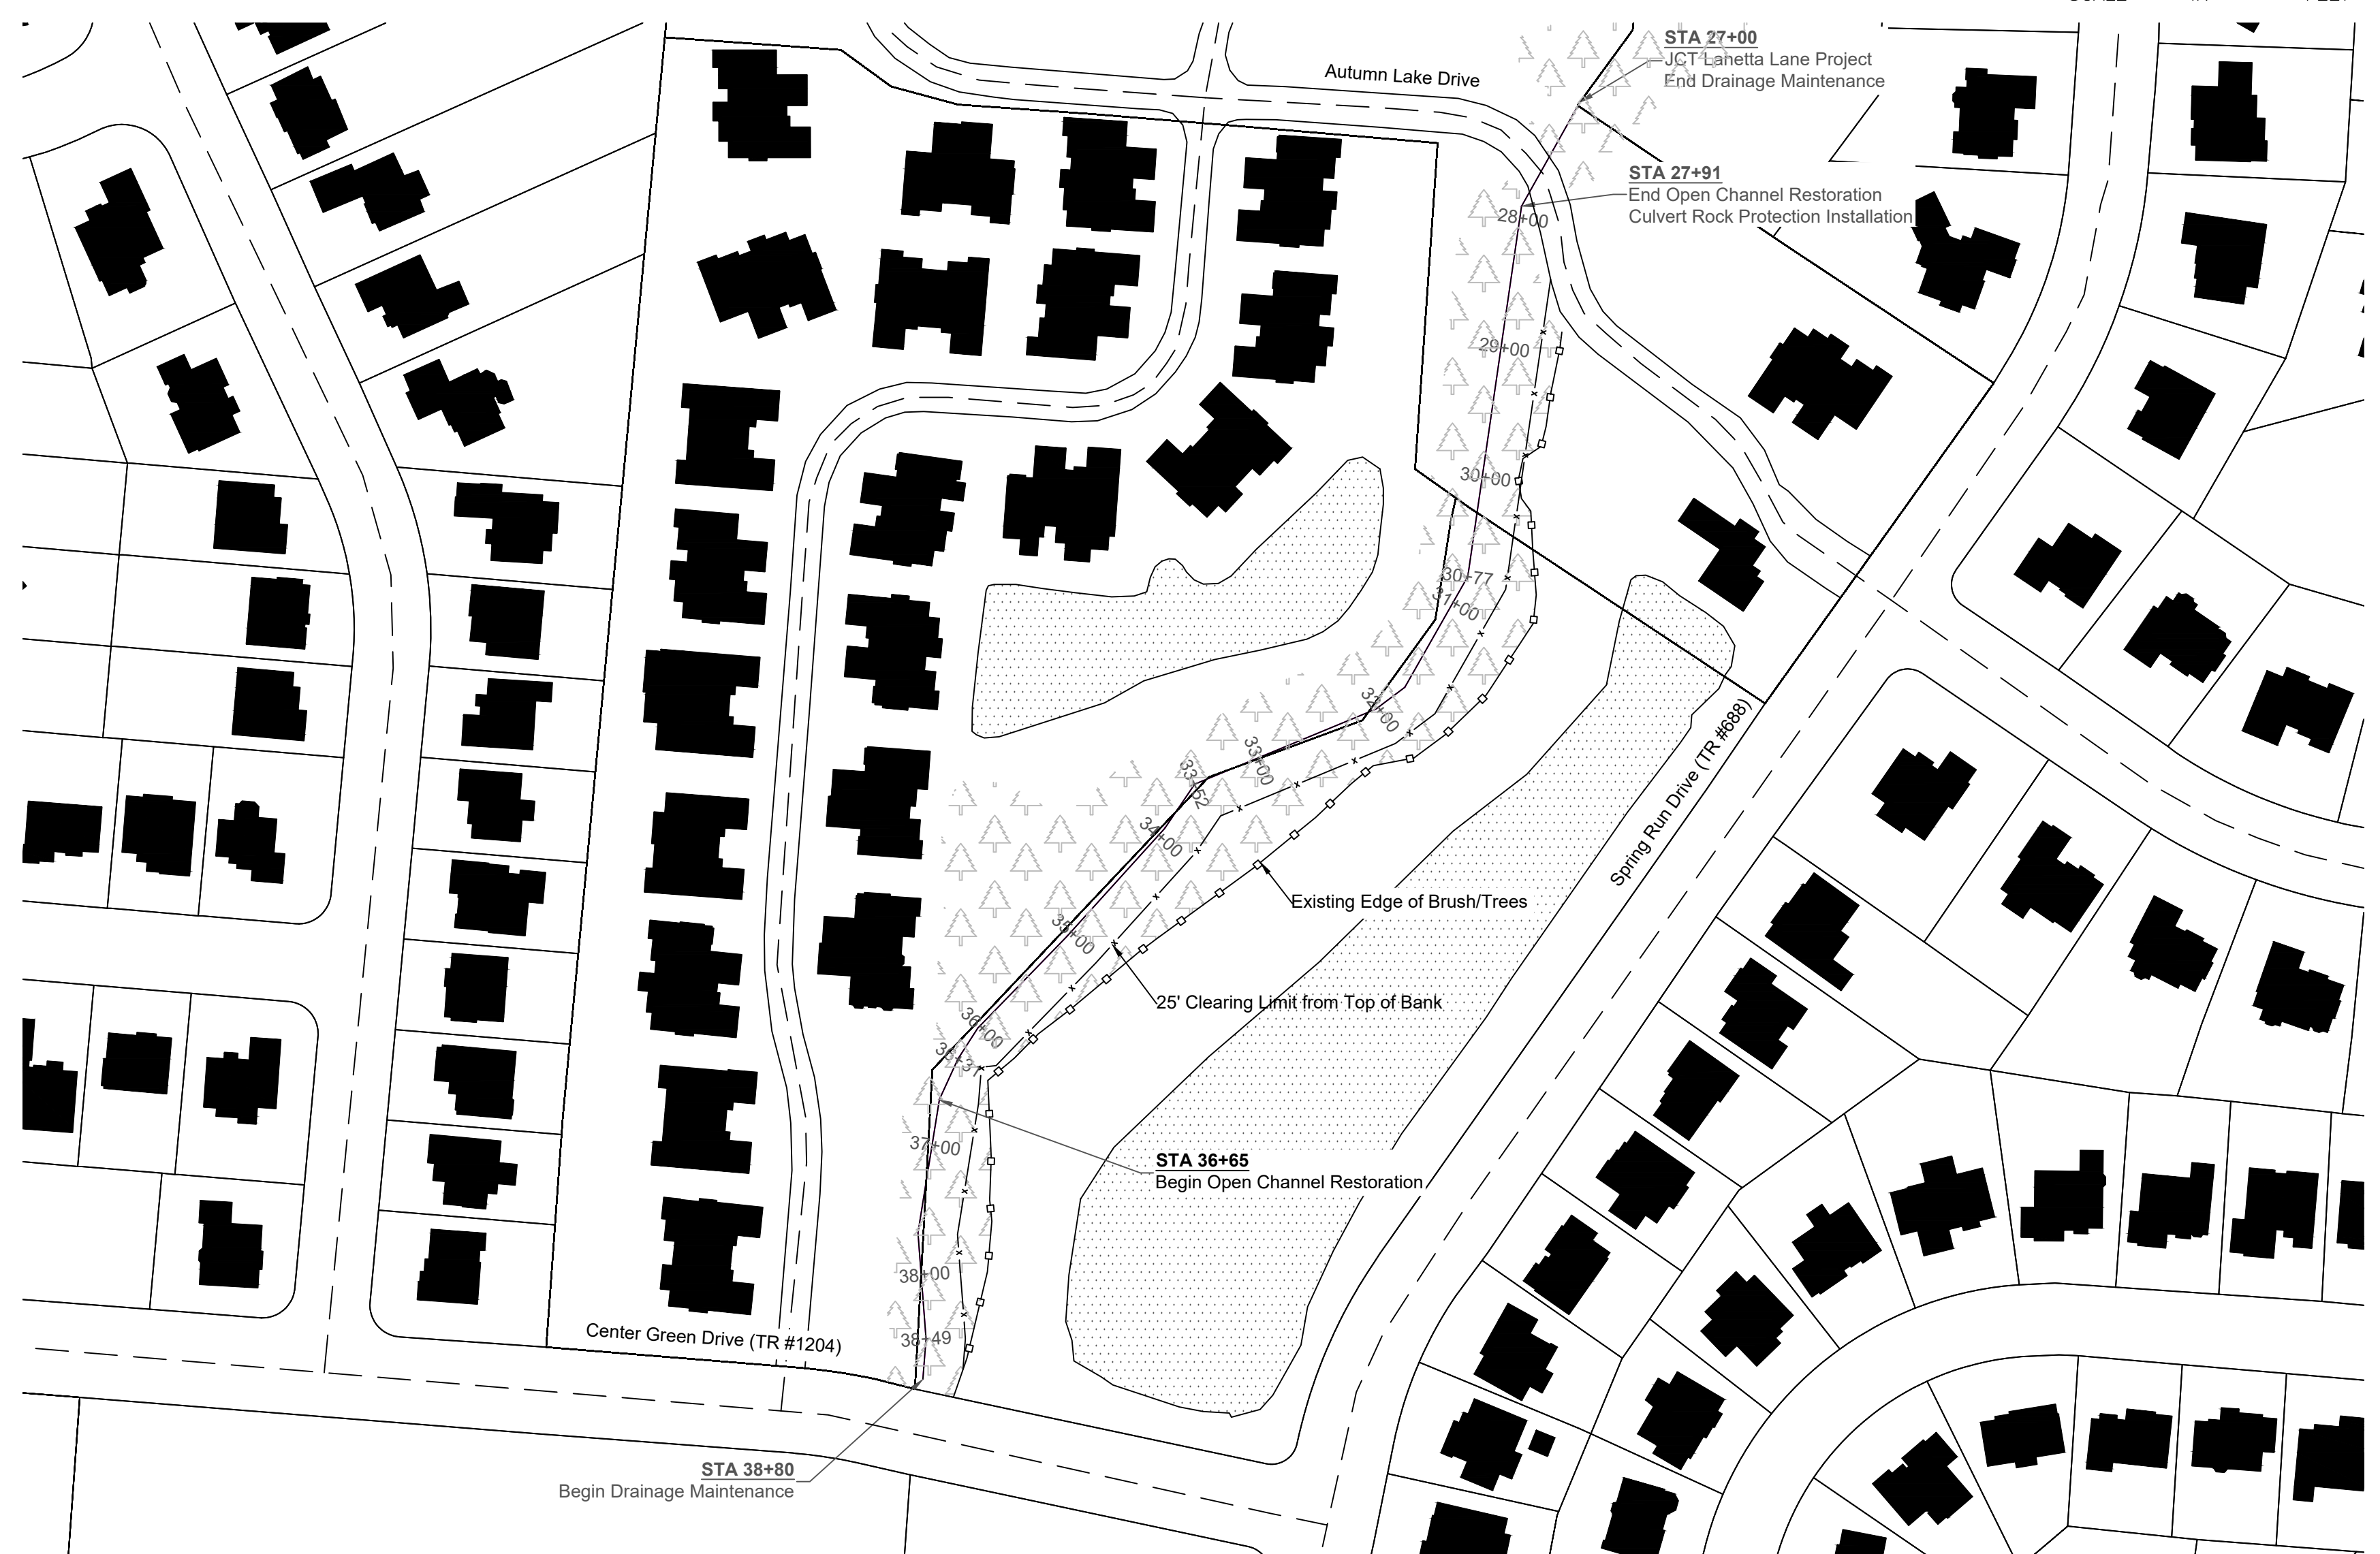 STA 27+00
JCT Lanetta Lane Project
End Drainage Maintenance
Autumn Lake Drive
STA 27+91
End Open Channel Restoration
Culvert Rock Protection Installation
28+00
29+00
30+00
30+77
31+00
32+00
33+00
33+52
34+00
Spring Run Drive (TR #688)
Existing Edge of Brush/Trees
35+00
25' Clearing Limit from Top of Bank
36+00
36+37
37+00
STA 36+65
Begin Open Channel Restoration
38+00
38+49
Center Green Drive (TR #1204)
STA 38+80
Begin Drainage Maintenance